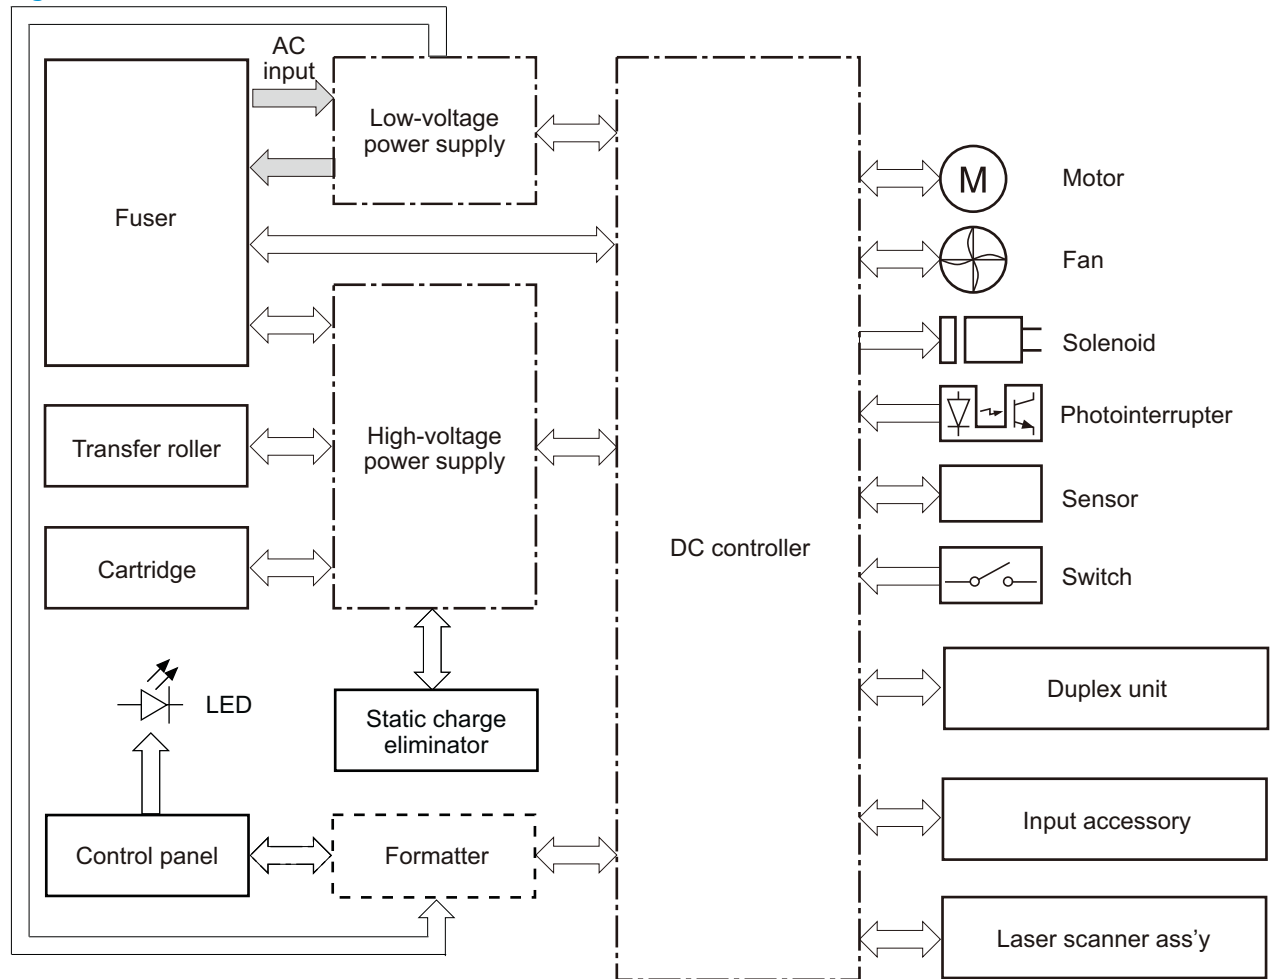 AC
input
Low-voltage
power supply
Fuser
M
Motor
Fan
Solenoid
Photointerrupter
Transfer roller
High-voltage
power supply
Sensor
DC controller
Cartridge
Switch
LED
Static charge
eliminator
Duplex unit
Control panel
Formatter
Input accessory
Laser scanner ass'y